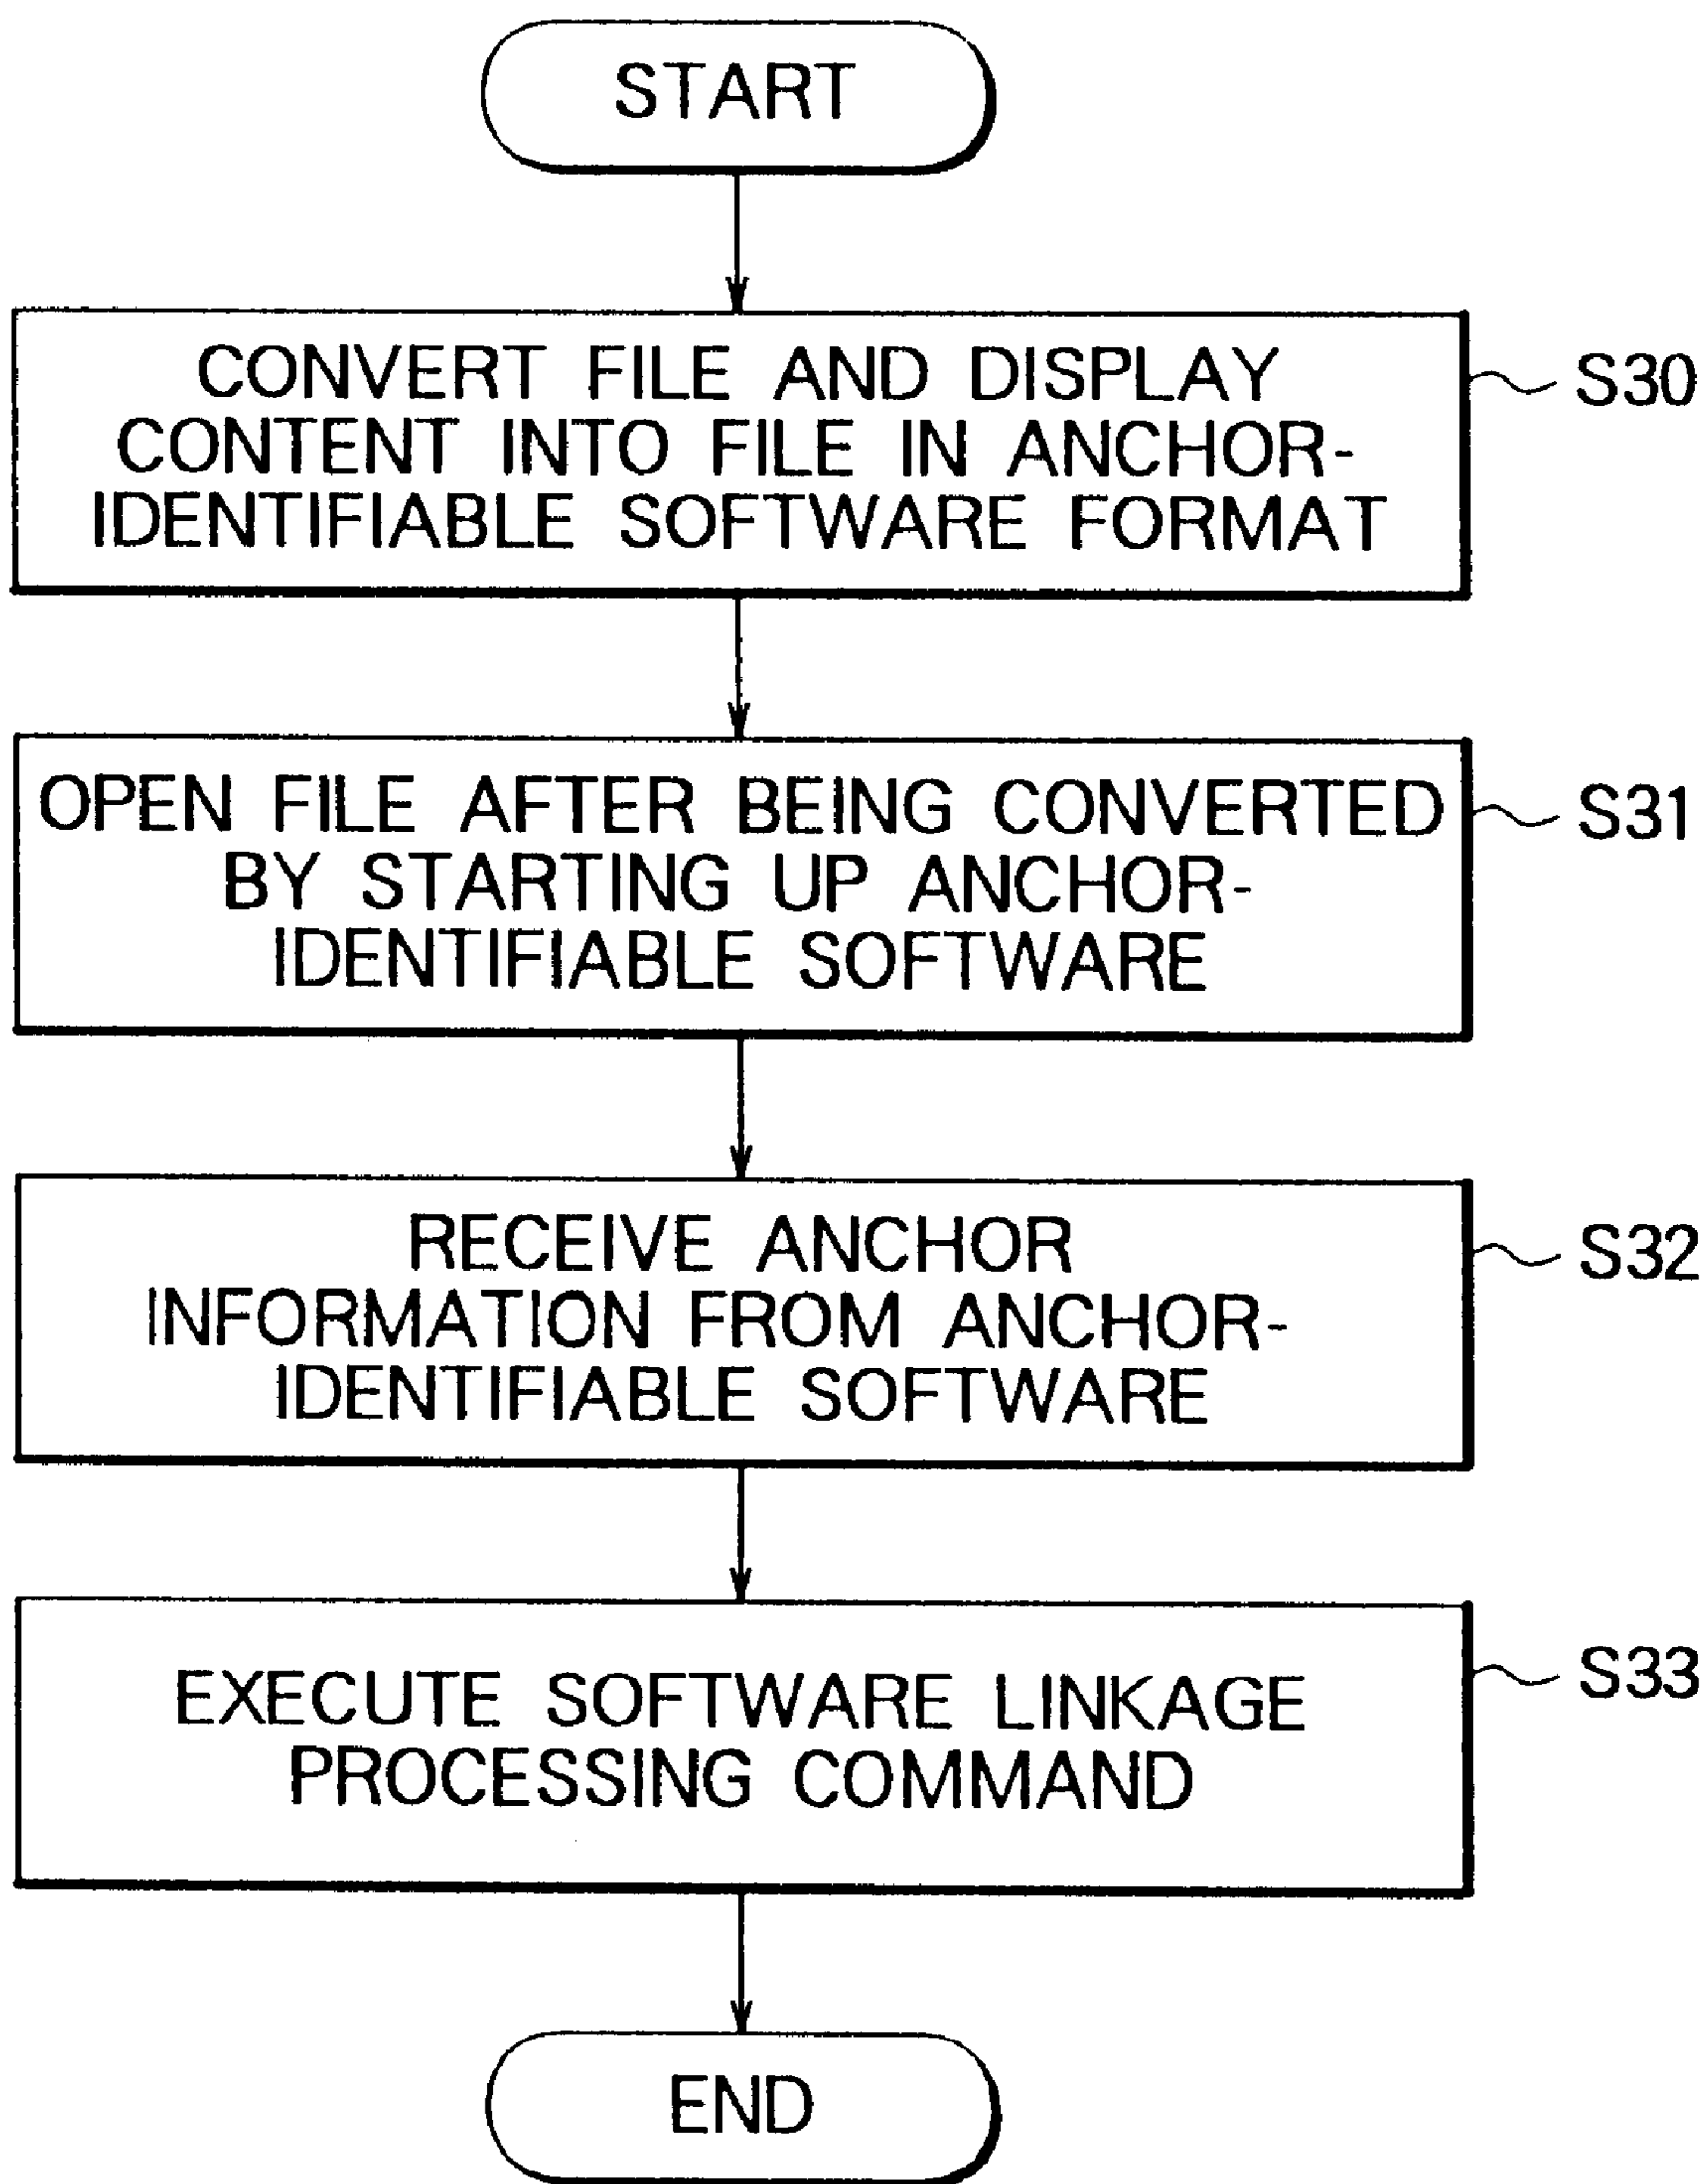 START
CONVERT FILE AND DISPLAY
CONTENT INTO FILE IN ANCHOR-
IDENTIFIABLE SOFTWARE FORMAT
S30
OPEN FILE AFTER BEING CONVERTED
BY STARTING UP ANCHOR-
IDENTIFIABLE SOFTWARE
S31
RECEIVE ANCHOR
INFORMATION FROM ANCHOR-
IDENTIFIABLE SOFTWARE
S32
EXECUTE SOFTWARE LINKAGE
PROCESSING COMMAND
S33
END